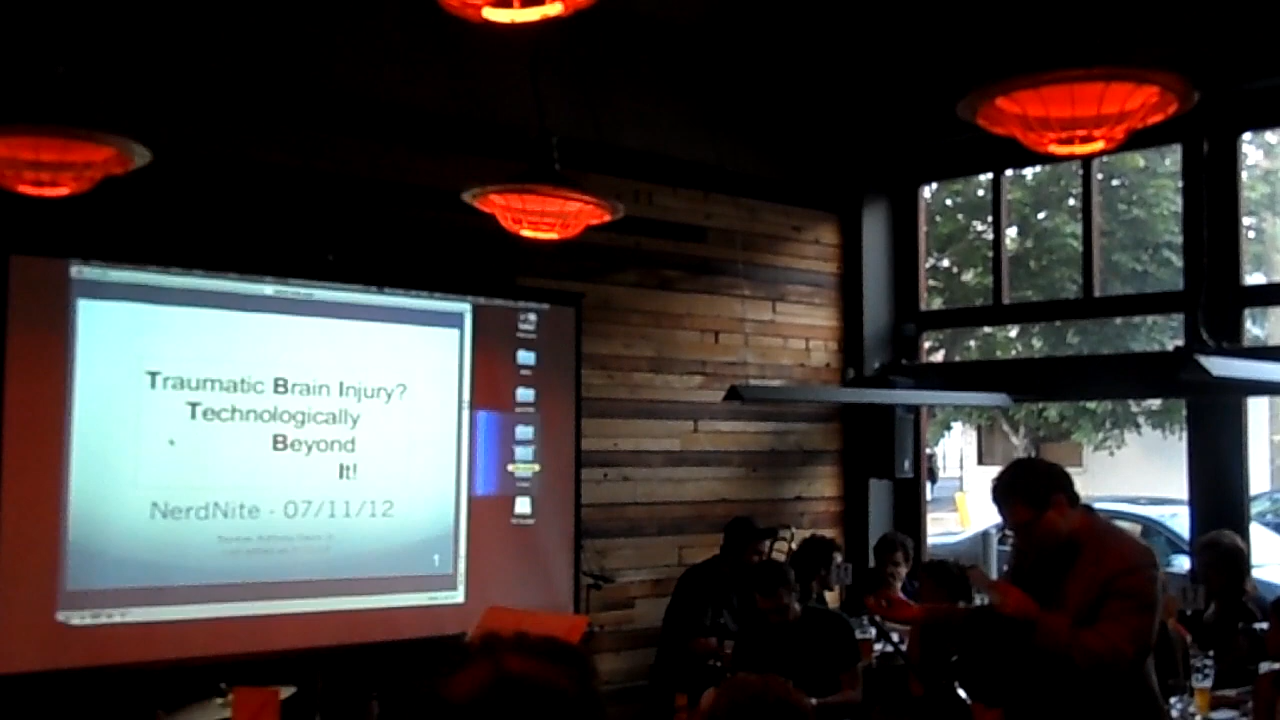 Traumatic Brain Injury?
Technologically
Beyond
It!
NerdNite - 07/11/12
1